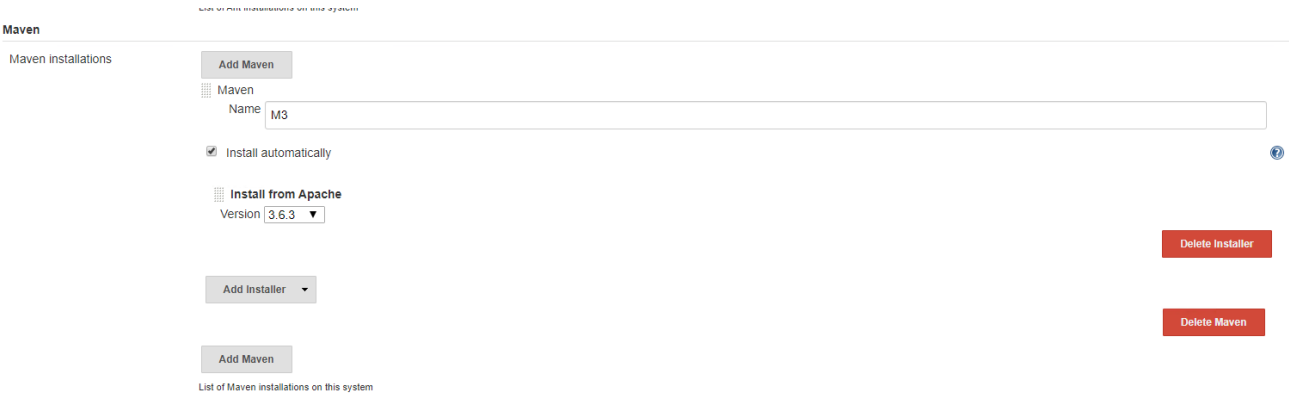 List of Ant installations on this system
Maven
Maven installations
Add Maven
Maven
Name M3
Install automatically
Install from Apache
Version 3.6.3
Delete Installer
Add Installer
Delete Maven
Add Maven
List of Maven installations on this system